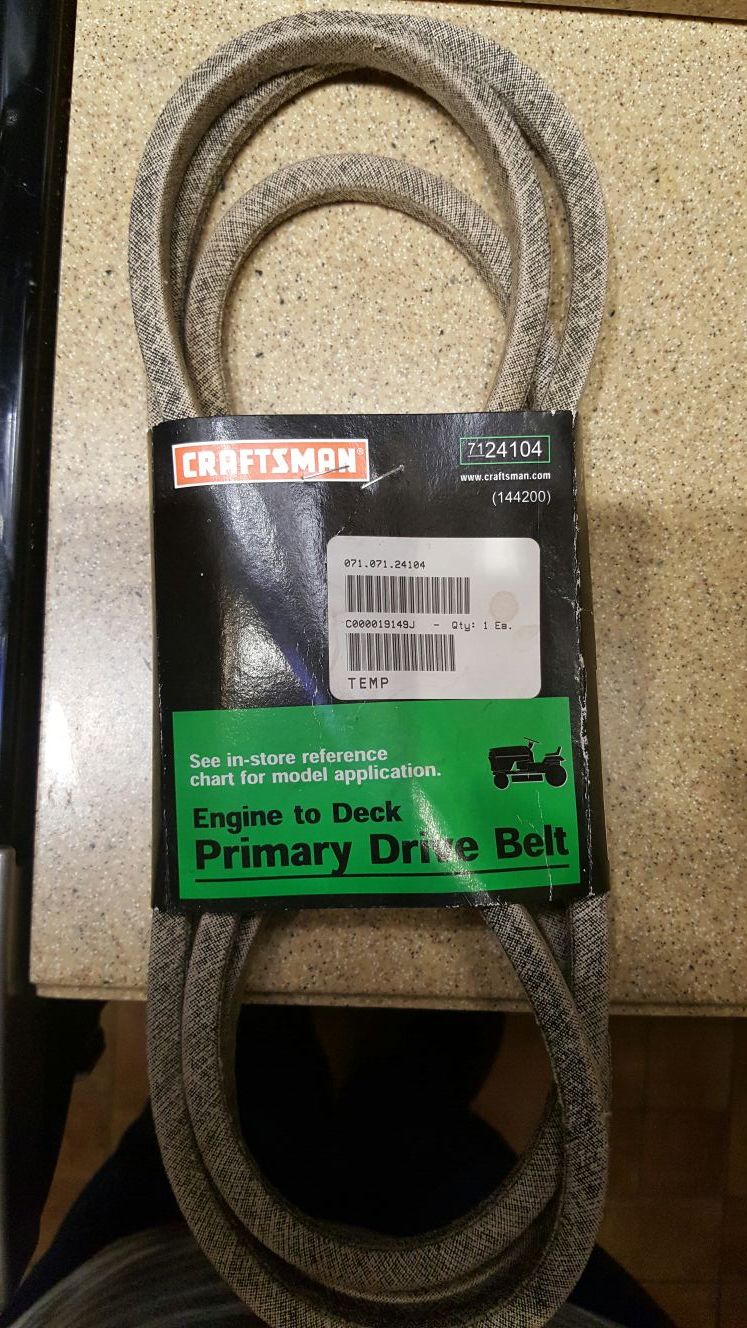 CRAFTSMAN®
7124104
www.craftsman.com
(144200)
071.071.24104
C000019149J - Qty: 1 Ea.
TEMP
See in-store reference
chart for model application.
Engine to Deck
Primary Drive Belt